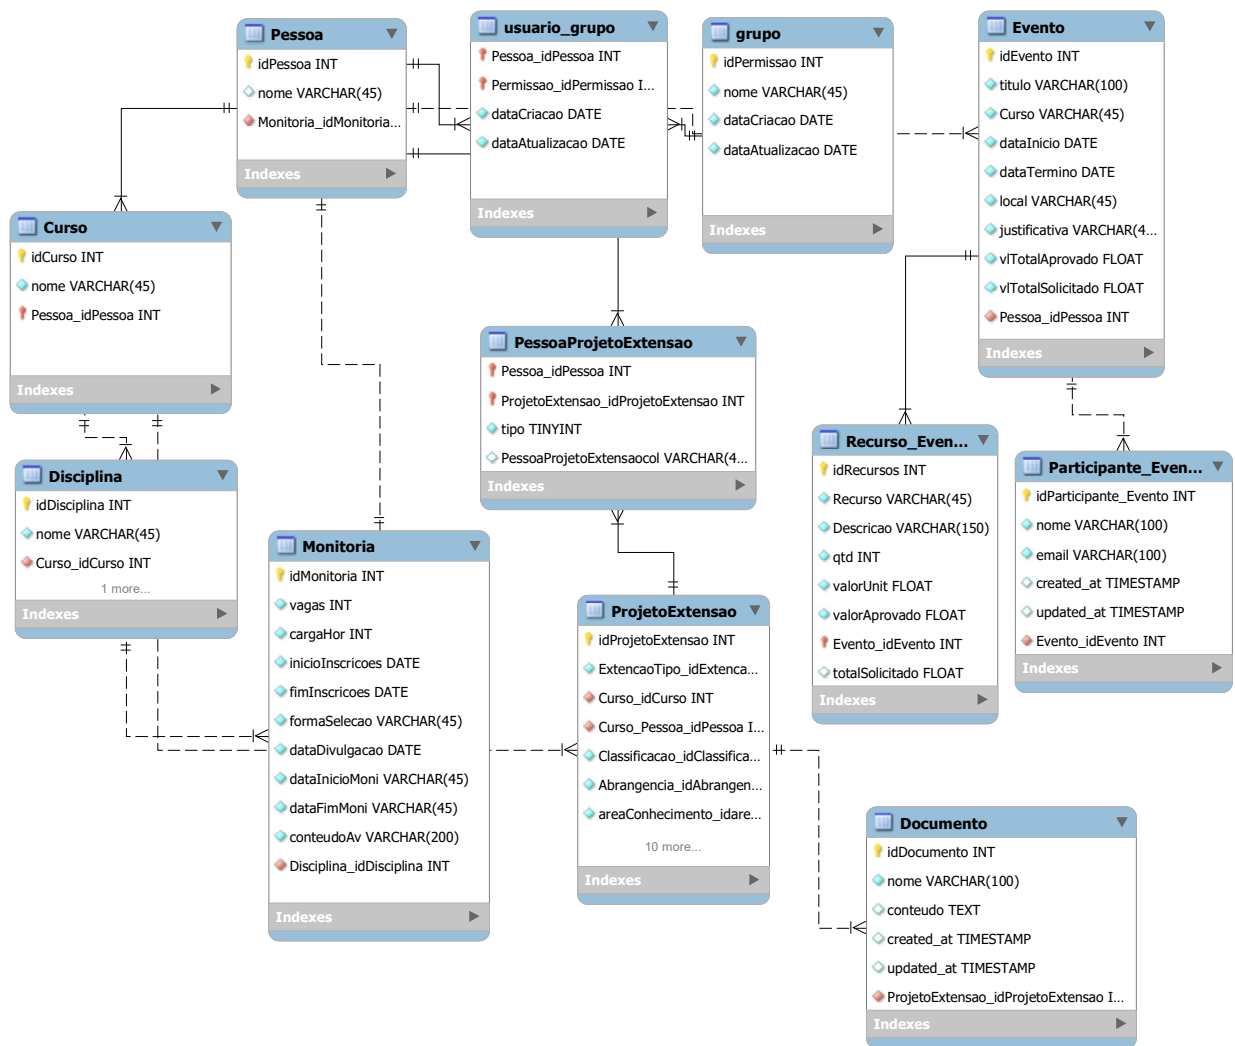 Pessoa
idPessoa INT
nome VARCHAR(45)
Monitoria_idMonitoria...
Indexes
usuario_grupo
Pessoa_idPessoa INT
Permissao_idPermissao I...
dataCriacao DATE
dataAtualizacao DATE
Indexes
grupo
idPermissao INT
nome VARCHAR(45)
dataCriacao DATE
dataAtualizacao DATE
Indexes
Evento
idEvento INT
titulo VARCHAR(100)
Curso VARCHAR(45)
dataInicio DATE
dataTermino DATE
local VARCHAR(45)
justificativa VARCHAR(4...
vlTotalAprovado FLOAT
vlTotalSolicitado FLOAT
Pessoa_idPessoa INT
Indexes
Curso
idCurso INT
nome VARCHAR(45)
Pessoa_idPessoa INT
Indexes
PessoaProjetoExtensao
Pessoa_idPessoa INT
ProjetoExtensao_idProjetoExtensao INT
tipo TINYINT
PessoaProjetoExtensaocol VARCHAR(4...
Indexes
Recurso_Even...
idRecursos INT
Recurso VARCHAR(45)
Descricao VARCHAR(150)
qtd INT
valorUnit FLOAT
valorAprovado FLOAT
Evento_idEvento INT
totalSolicitado FLOAT
Indexes
Participante_Even...
idParticipante_Evento INT
nome VARCHAR(100)
email VARCHAR(100)
created_at TIMESTAMP
updated_at TIMESTAMP
Evento_idEvento INT
Indexes
Disciplina
idDisciplina INT
nome VARCHAR(45)
Curso_idCurso INT
1 more...
Indexes
Monitoria
idMonitoria INT
vagas INT
cargaHor INT
inicioInscricoes DATE
fimInscricoes DATE
formaSelecao VARCHAR(45)
dataDivulgacao DATE
dataInicioMoni VARCHAR(45)
dataFimMoni VARCHAR(45)
conteudoAv VARCHAR(200)
Disciplina_idDisciplina INT
Indexes
ProjetoExtensao
idProjetoExtensao INT
ExtencaoTipo_idExtenca...
Curso_idCurso INT
Curso_Pessoa_idPessoa I...
Classificacao_idClassifica...
Abrangencia_idAbrangen...
areaConhecimento_idare...
10 more...
Indexes
Documento
idDocumento INT
nome VARCHAR(100)
conteudo TEXT
created_at TIMESTAMP
updated_at TIMESTAMP
ProjetoExtensao_idProjetoExtensao I...
Indexes